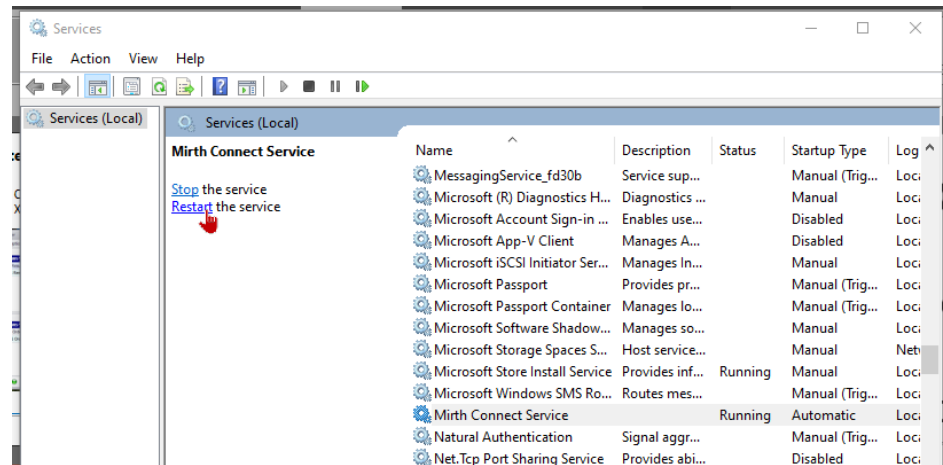 Services
File Action View Help
Services (Local)
Services (Local)
Mirth Connect Service
Stop the service
Restart the service
Name Description Status Startup Type Log
MessagingService_fd30b Service sup... Manual (Trig... Loca
Microsoft (R) Diagnostics H... Diagnostics ... Manual Loca
Microsoft Account Sign-in ... Enables use... Disabled Loca
Microsoft App-V Client Manages A... Disabled Loca
Microsoft iSCSI Initiator Ser... Manages In... Manual Loca
Microsoft Passport Provides pr... Manual (Trig... Loca
Microsoft Passport Container Manages lo... Manual (Trig... Loca
Microsoft Software Shadow... Manages so... Manual Loca
Microsoft Storage Spaces S... Host service... Manual Netw
Microsoft Store Install Service Provides inf... Running Manual Loca
Microsoft Windows SMS Ro... Routes mes... Manual (Trig... Loca
Mirth Connect Service Running Automatic Loca
Natural Authentication Signal aggr... Manual (Trig... Loca
Net.Tcp Port Sharing Service Provides abi... Disabled Loca